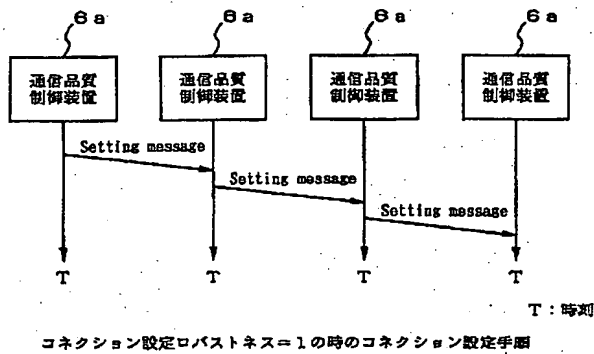 6a 6a 6a 6a
通信品質 通信品質 通信品質 通信品質
制御装置 制御装置 制御装置 制御装置
Setting message
Setting message
Setting message
T T T T
T：時刻
コネクション設定ロバストネス＝１の時のコネクション設定手順